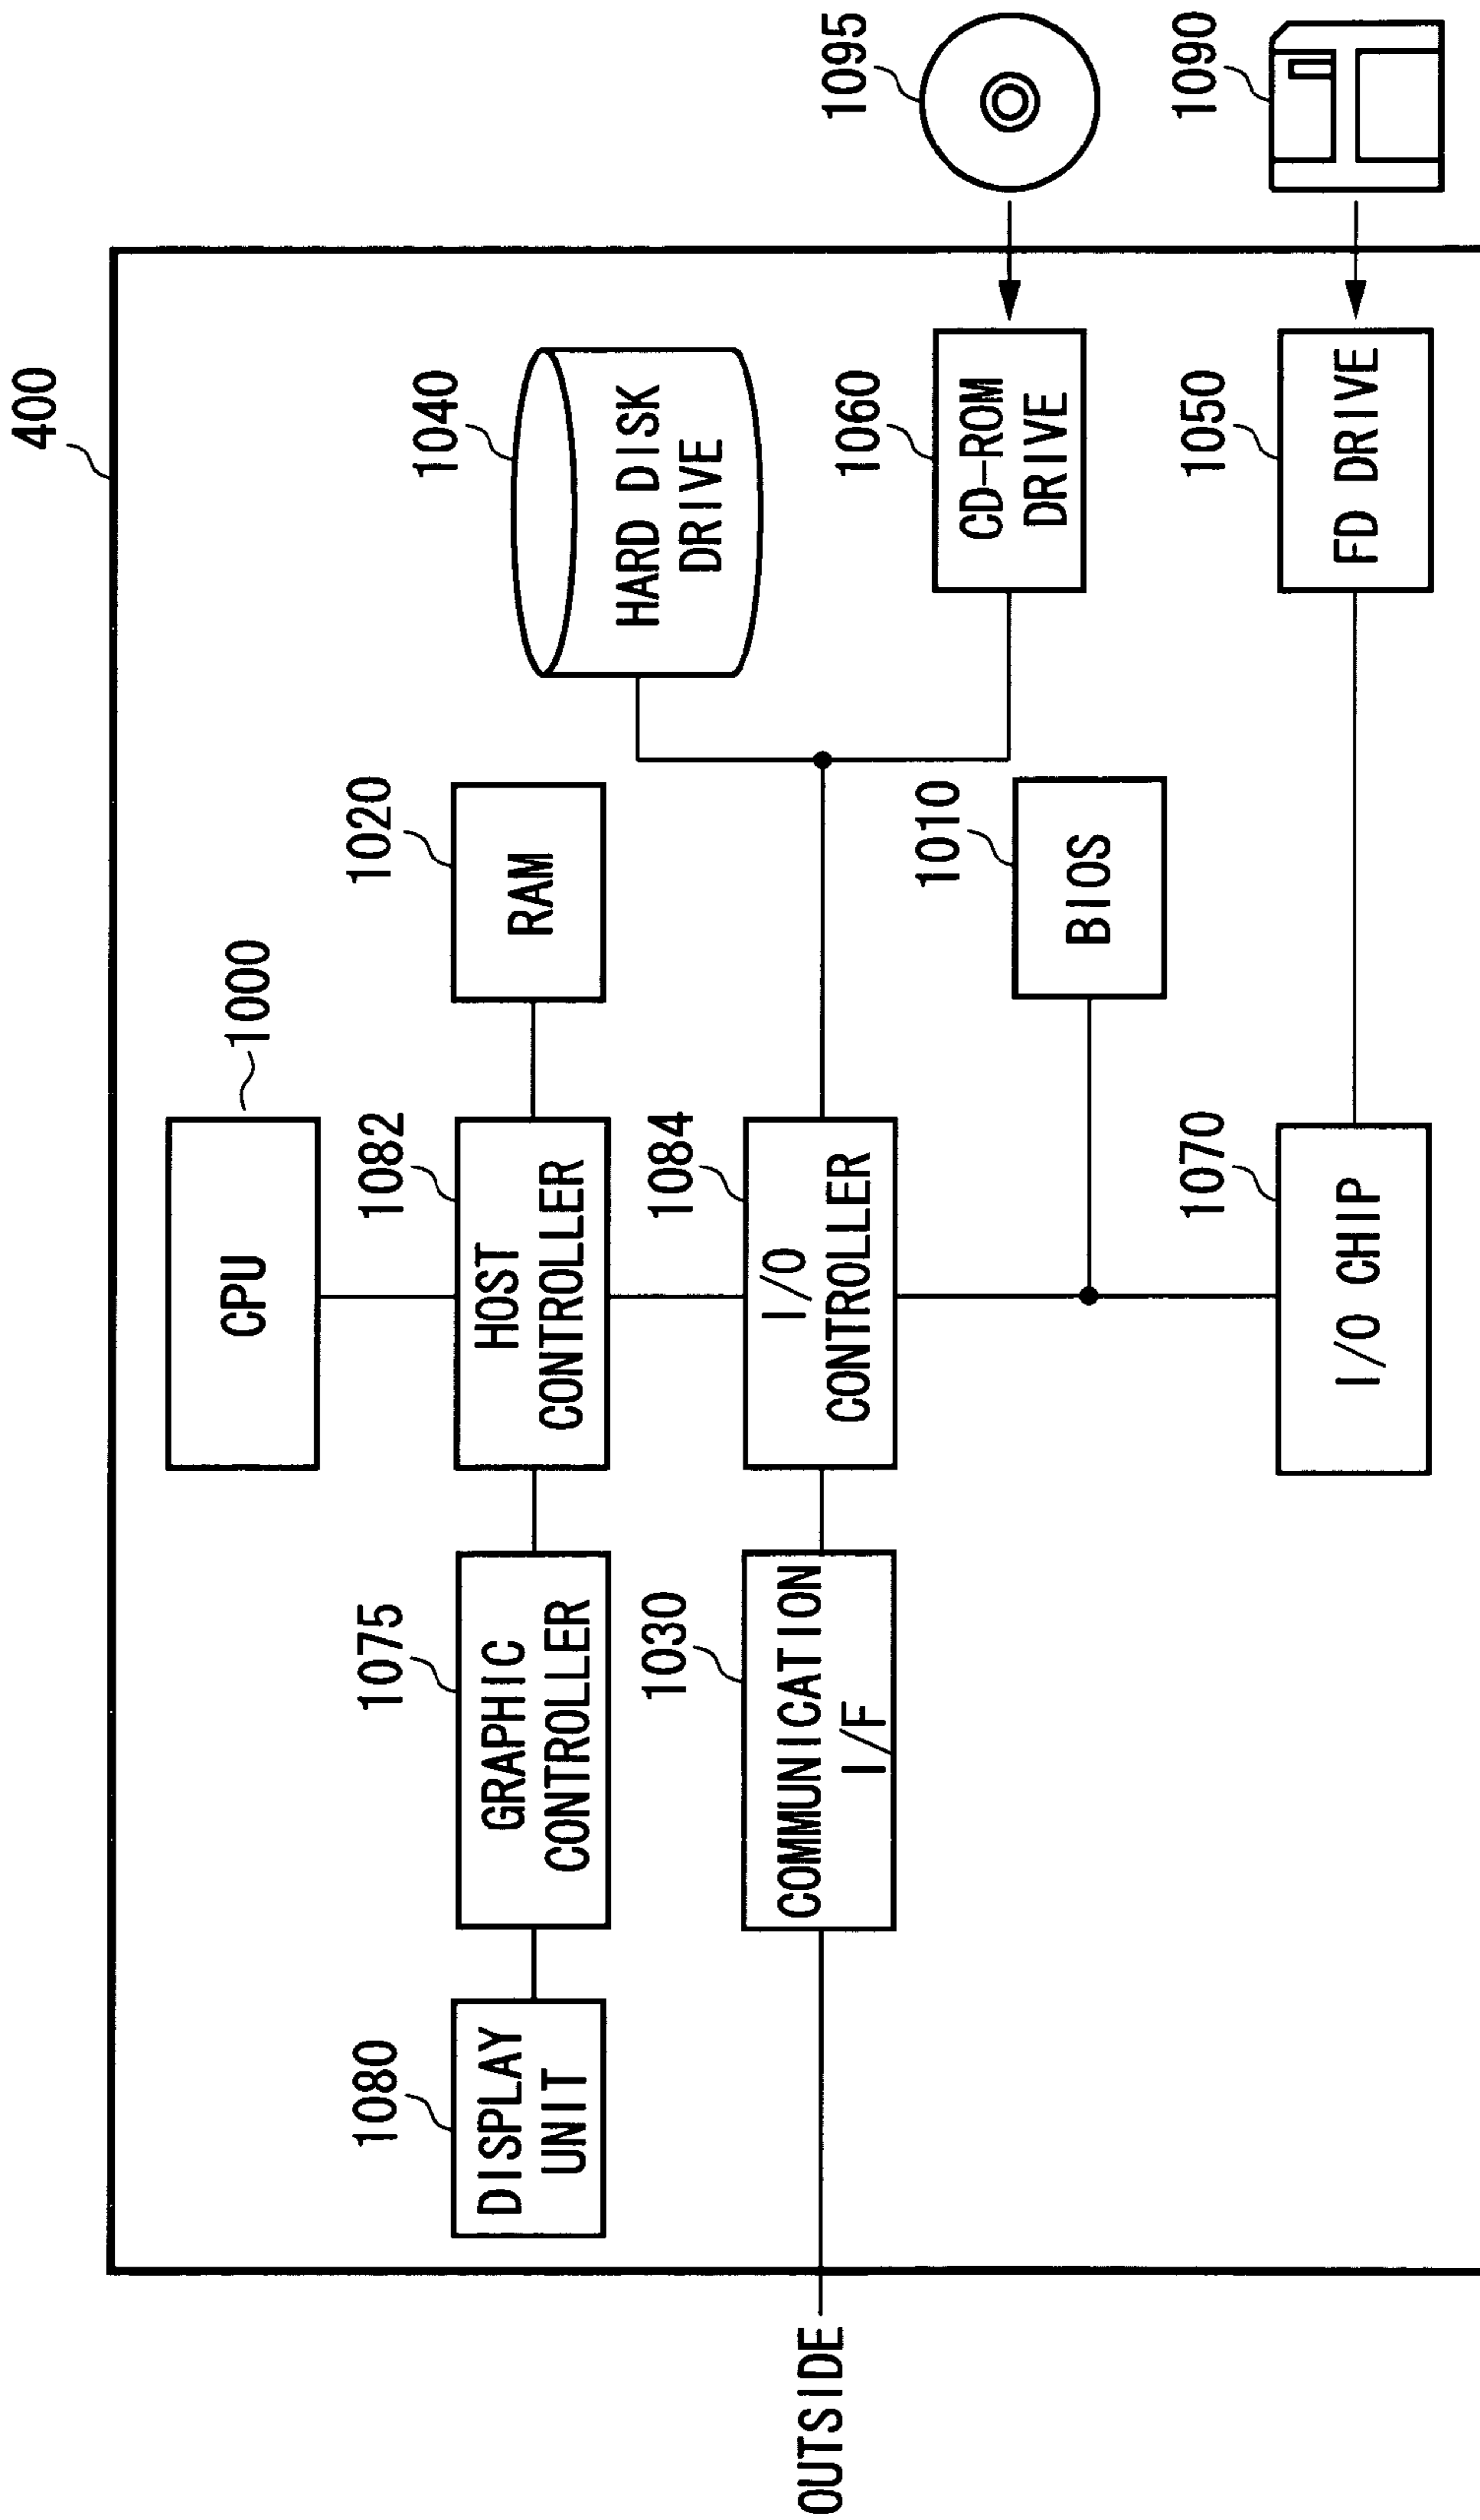 400
CPU
1000
1080
DISPLAY
UNIT
1075
GRAPHIC
CONTROLLER
1082
HOST
CONTROLLER
1020
RAM
1040
HARD DISK
DRIVE
OUTSIDE
1030
COMMUNICATION
I/F
1084
I/O
CONTROLLER
1010
BIOS
1060
CD-ROM
DRIVE
1095
1070
I/O CHIP
1050
FD DRIVE
1090